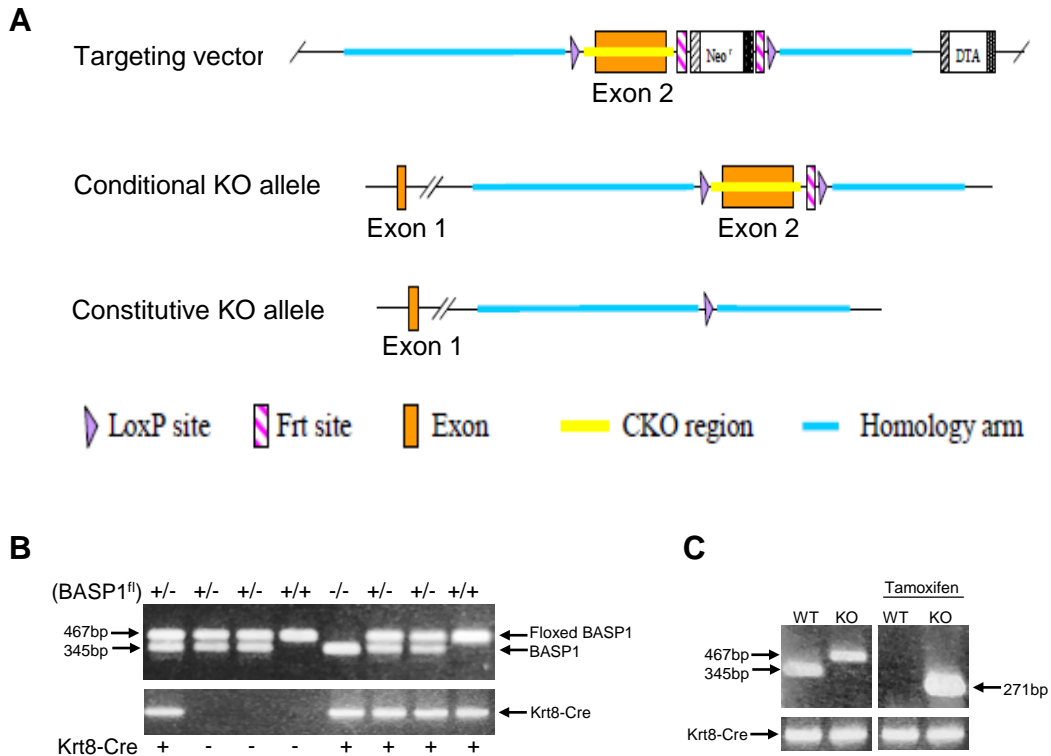 A
Targeting vector
Neo r
DTA
Exon 2
Conditional KO allele
Exon 1
Exon 2
Constitutive KO allele
Exon 1
LoxP site
Frt site
Exon
CKO region
Homology arm
B
(BASP1fl) +/- +/- +/- +/+ -/- +/- +/- +/+
467bp
345bp
Floxed BASP1
BASP1
Krt8-Cre
Krt8-Cre + - - - + + + +
C
Tamoxifen
WT KO WT KO
467bp
345bp
271bp
Krt8-Cre